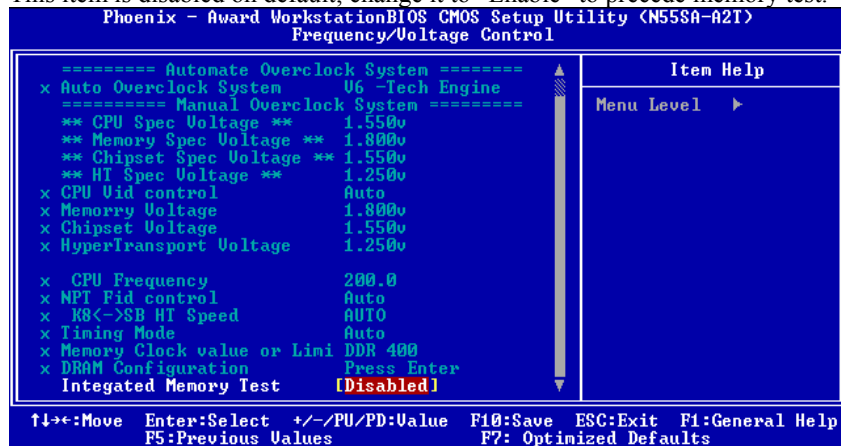 This item is disabled on default, change it to “Enable” to precede memory test.
Phoenix - Award WorkstationBIOS CMOS Setup Utility (N55SA-A2T)
Frequency/Voltage Control
========= Automate Overclock System ========
x Auto Overclock System V6 -Tech Engine
========== Manual Overclock System =========
** CPU Spec Voltage ** 1.550v
** Memory Spec Voltage ** 1.800v
** Chipset Spec Voltage ** 1.550v
** HT Spec Voltage ** 1.250v
x CPU Vid control Auto
x Memorry Voltage 1.800v
x Chipset Voltage 1.550v
x HyperTransport Voltage 1.250v
x CPU Frequency 200.0
x NPT Fid control Auto
x K8<->SB HT Speed AUTO
x Timing Mode Auto
x Memory Clock value or Limi DDR 400
x DRAM Configuration Press Enter
Integated Memory Test [Disabled]
Item Help
Menu Level ►
↑↓→←:Move Enter:Select +/-/PU/PD:Value F10:Save ESC:Exit F1:General Help
F5:Previous Values F7: Optimized Defaults